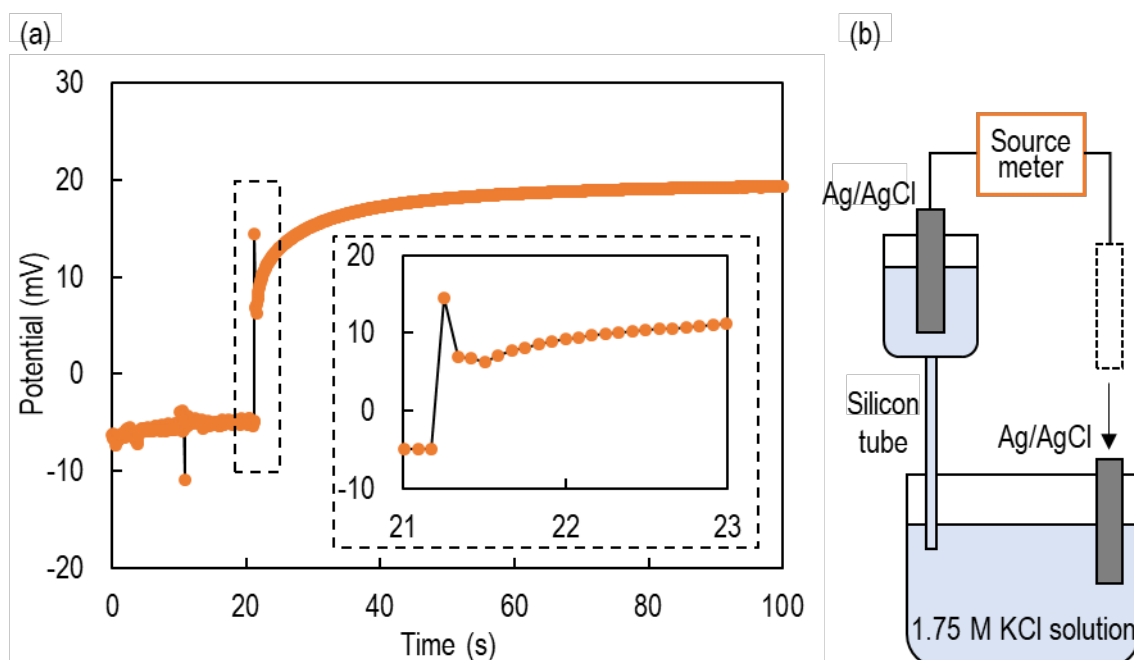 (a)
30
20
10
0
-10
-20
Potential (mV)
0
20
40
60
80
100
Time (s)
20
10
0
-10
21
22
23
(b)
Source
meter
Ag/AgCl
Silicon
tube
Ag/AgCl
1.75 M KCl solution